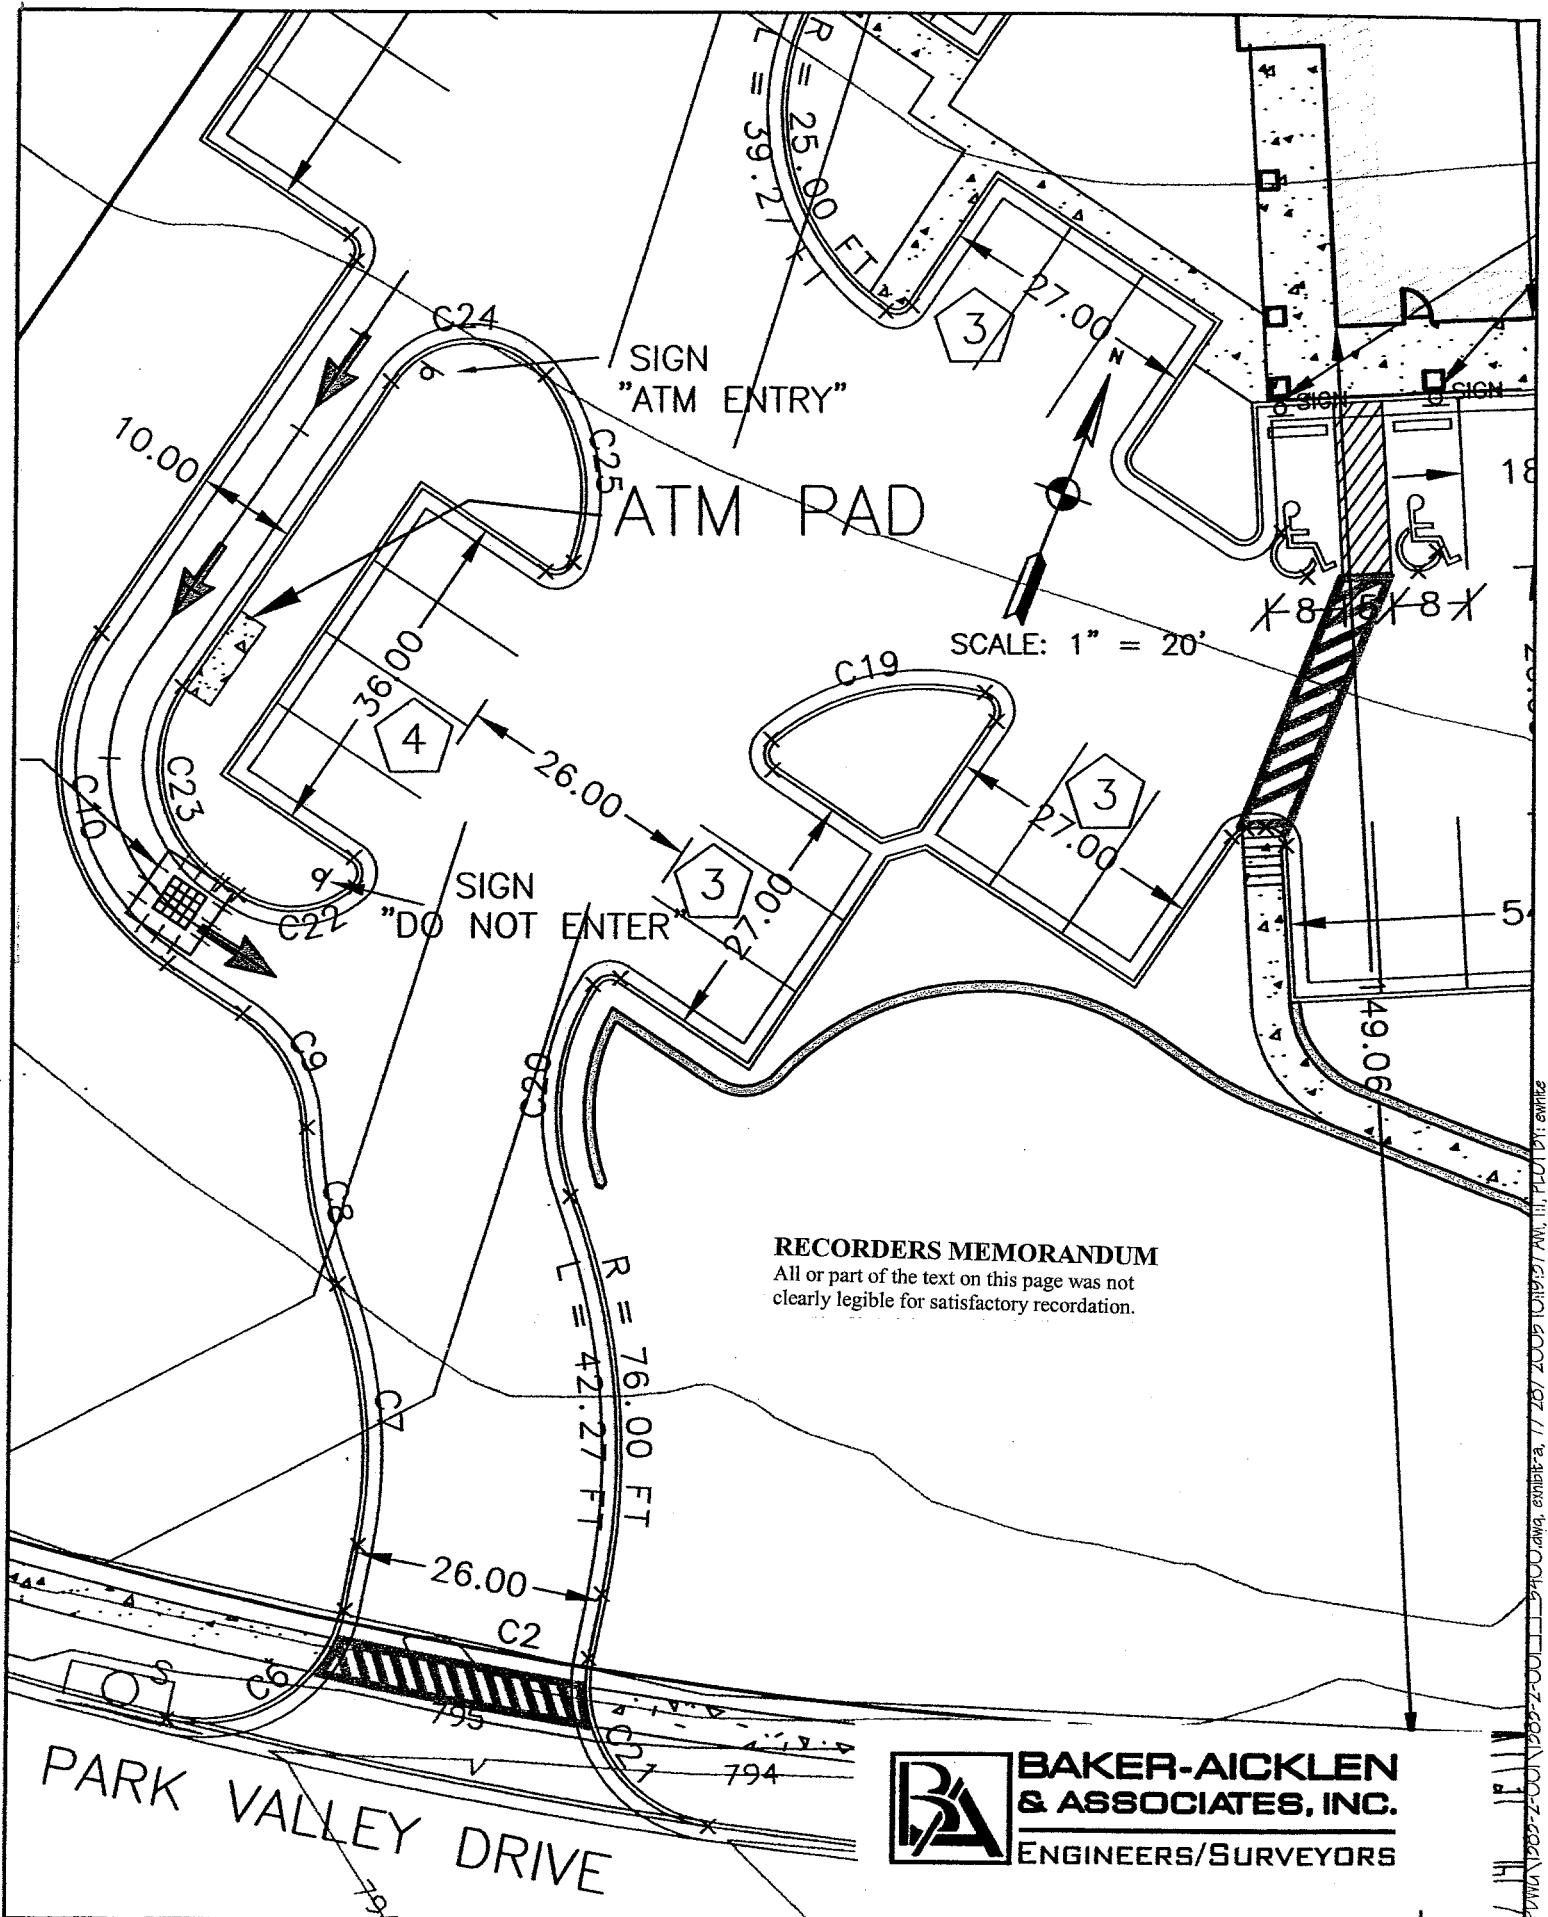 R = 25.00 FT
L = 39.27 FT
C24
SIGN
"ATM ENTRY"
3
27.00
N
SIGN
SIGN
10.00
C25
ATM PAD
18
36.00
SCALE: 1" = 20'
8
5
8
C19
4
26.00
3
27.00
C10
C23
3
27.00
SIGN
"DO NOT ENTER"
C22
54
C9
C20
49.06
C8
RECORDERS MEMORANDUM
All or part of the text on this page was not
clearly legible for satisfactory recordation.
R = 76.00 FT
L = 42.27 FT
C7
26.00
C2
S
C6
795
C21
794
PARK VALLEY DRIVE
79
BA
BAKER-AICKLEN
& ASSOCIATES, INC.
ENGINEERS/SURVEYORS